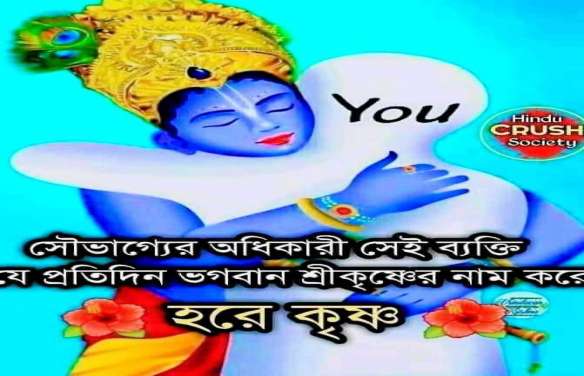 You
Hindu
CRUSH
Society
সৌভাগ্যের অধিকারী সেই ব্যক্তি
যে প্রতিদিন ভগবান শ্রীকৃষ্ণের নাম করে
হরে কৃষ্ণ